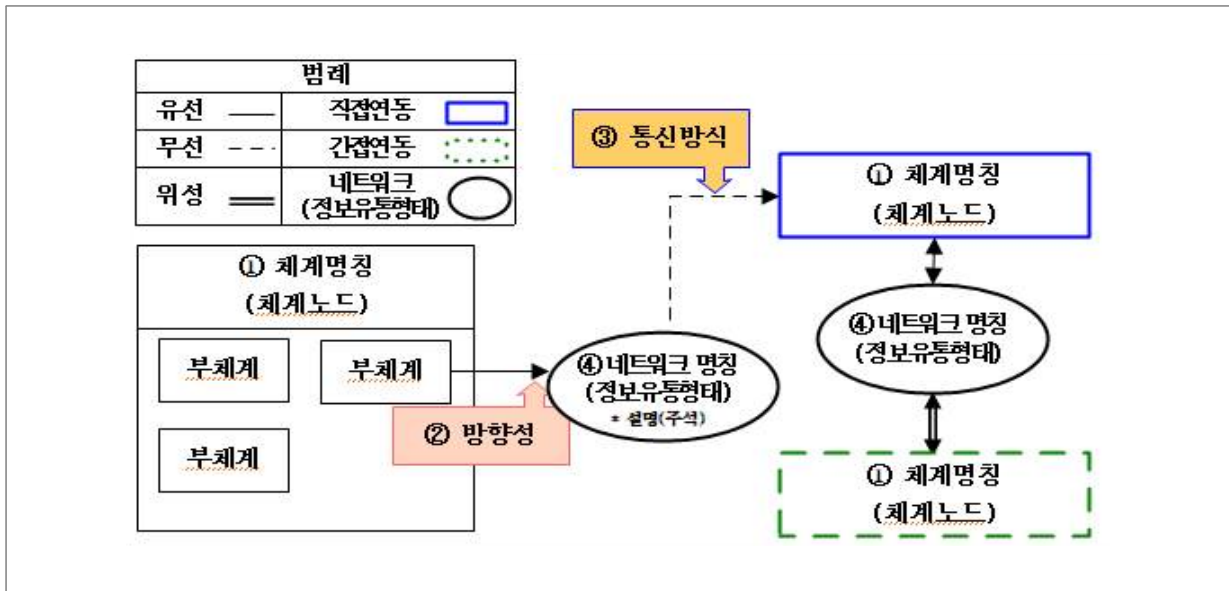 범례
유선
직접연동
무선
간접연동
위성
네트워크
(정보유통형태)
③ 통신방식
① 체계명칭
(체계노드)
① 체계명칭
(체계노드)
부체계
부체계
부체계
④네트워크 명칭
(정보유통형태)
* 설명(주석)
② 방향성
④네트워크 명칭
(정보유통형태)
① 체계명칭
(체계노드)